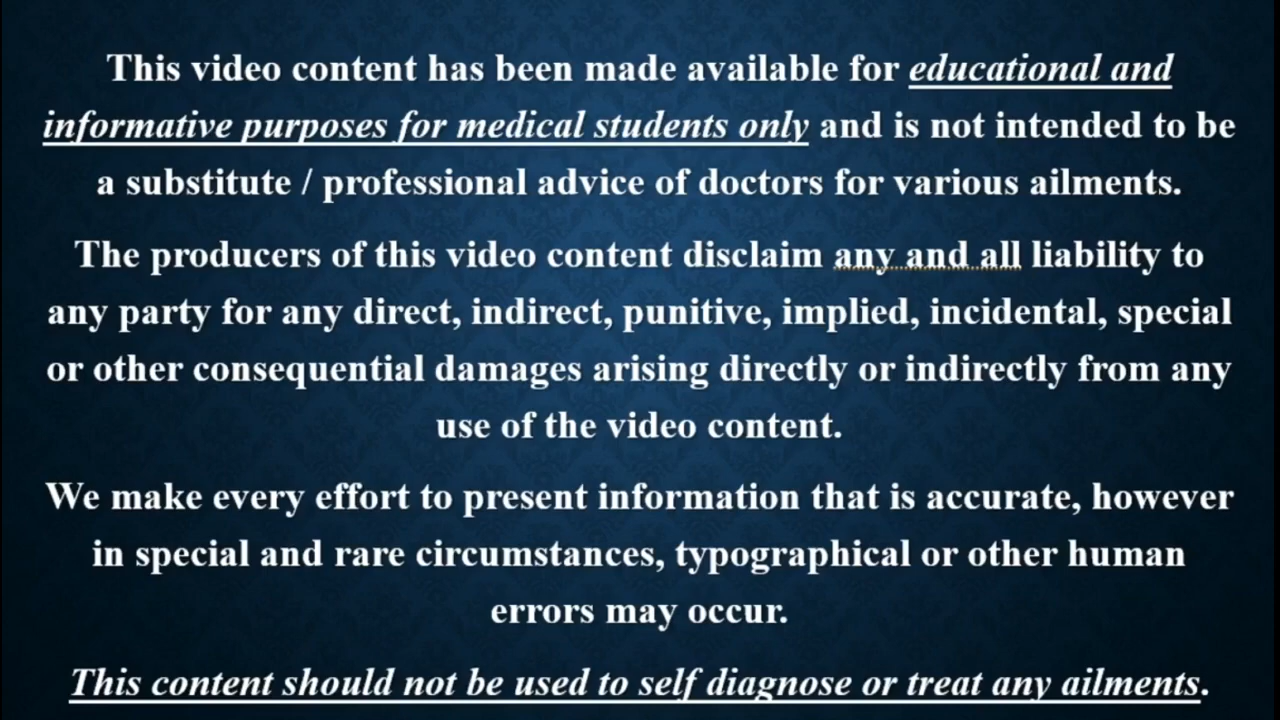 This video content has been made available for educational and
informative purposes for medical students only and is not intended to be
a substitute / professional advice of doctors for various ailments.
The producers of this video content disclaim any and all liability to
any party for any direct, indirect, punitive, implied, incidental, special
or other consequential damages arising directly or indirectly from any
use of the video content.
We make every effort to present information that is accurate, however
in special and rare circumstances, typographical or other human
errors may occur.
This content should not be used to self diagnose or treat any ailments.